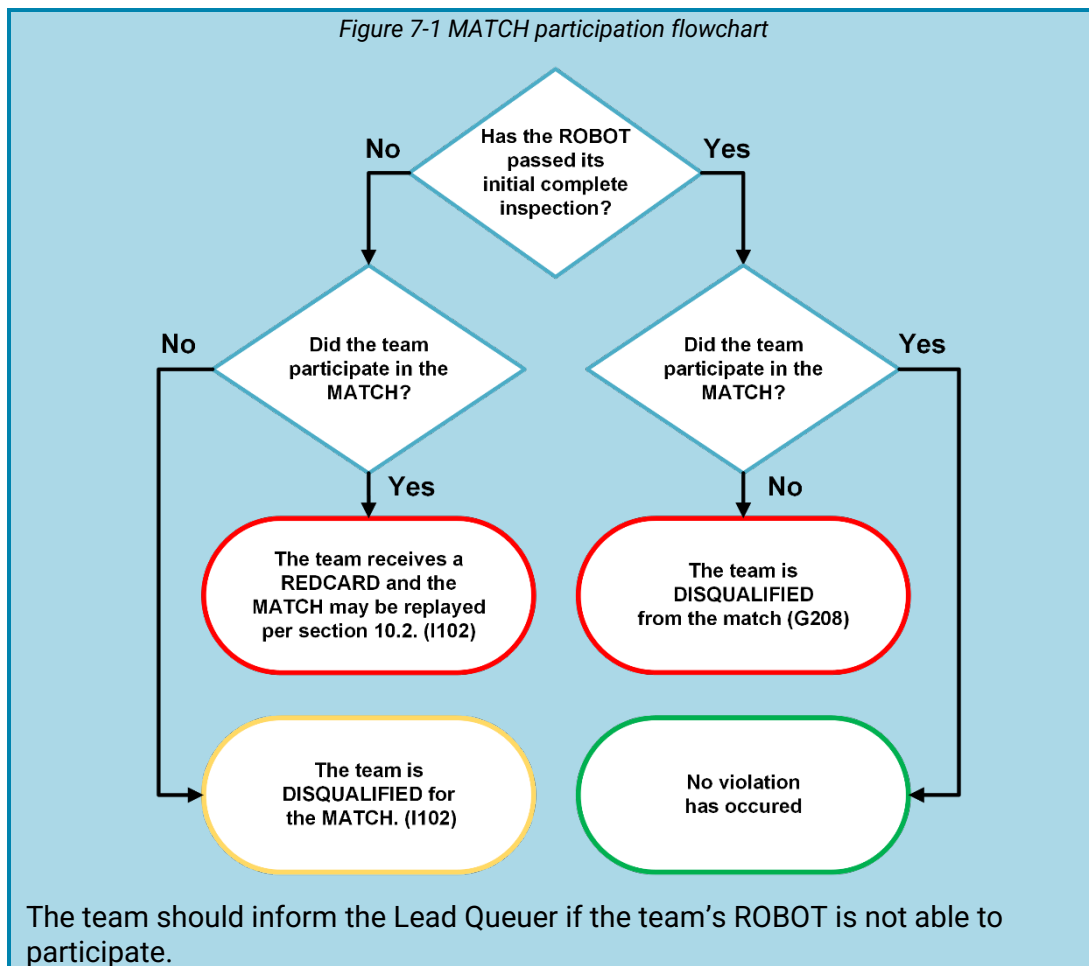 Figure 7-1 MATCH participation flowchart
Has the ROBOT
passed its
initial complete
inspection?
No
Yes
Did the team
participate in the
MATCH?
No
Yes
Did the team
participate in the
MATCH?
Yes
No
The team receives a
REDCARD and the
MATCH may be replayed
per section 10.2. (I102)
The team is
DISQUALIFIED
from the match (G208)
The team is
DISQUALIFIED for
the MATCH. (I102)
No violation
has occured
The team should inform the Lead Queuer if the team's ROBOT is not able to
participate.